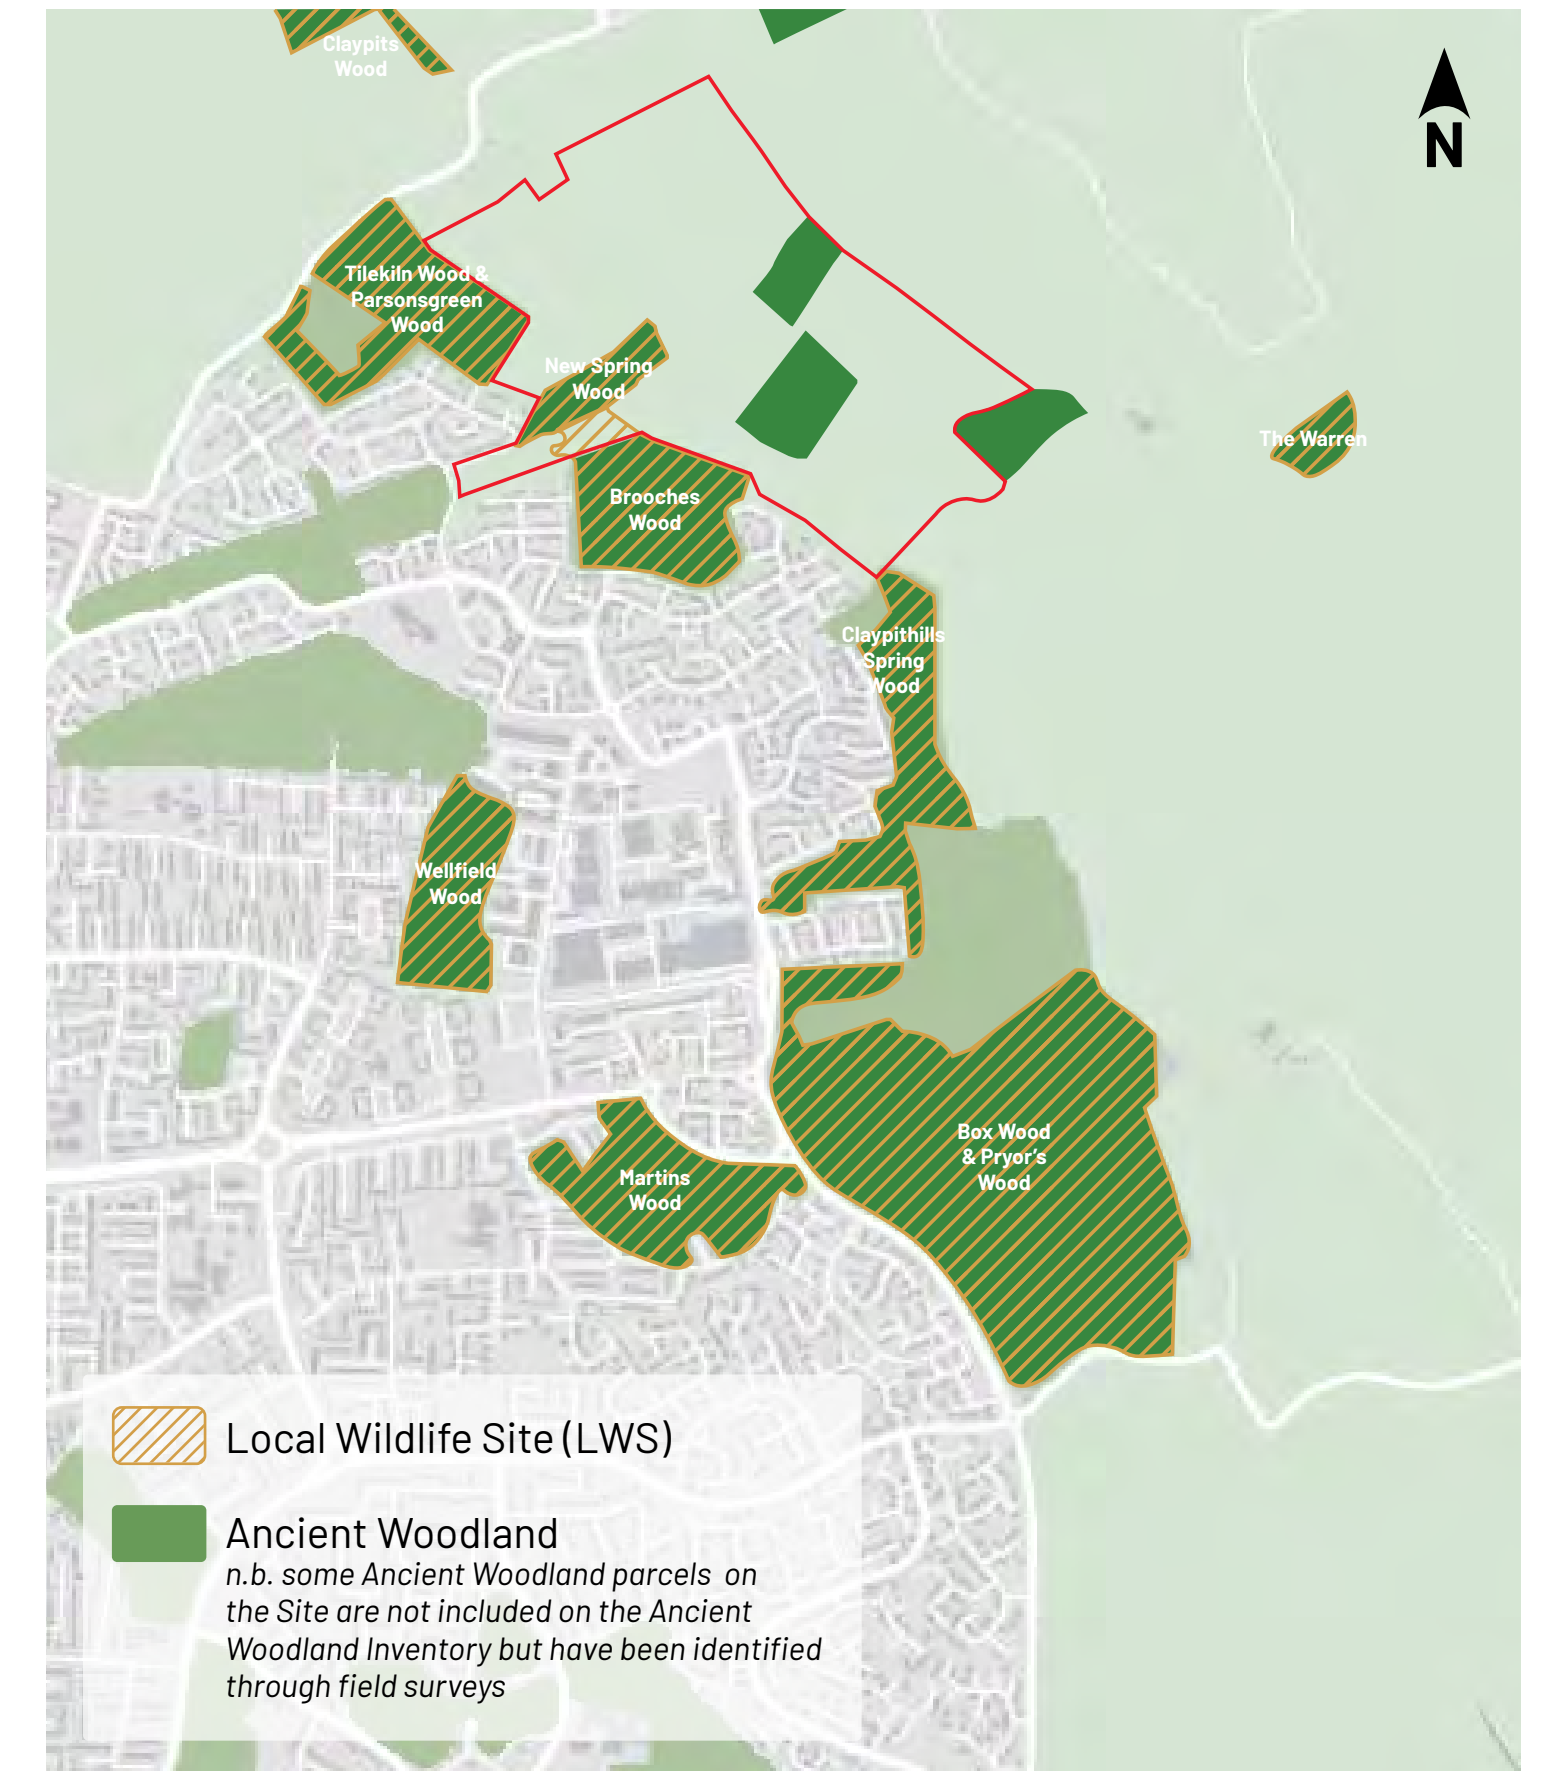 Claypits
Wood
N
Tilekiln Wood &
Parsonsgreen
Wood
New Spring
Wood
The Warren
Brooches
Wood
Claypithills
Spring
Wood
Wellfield
Wood
Box Wood
& Pryor’s
Wood
Martins
Wood
Local Wildlife Site (LWS)
Ancient Woodland
n.b. some Ancient Woodland parcels on
the Site are not included on the Ancient
Woodland Inventory but have been identified
through field surveys